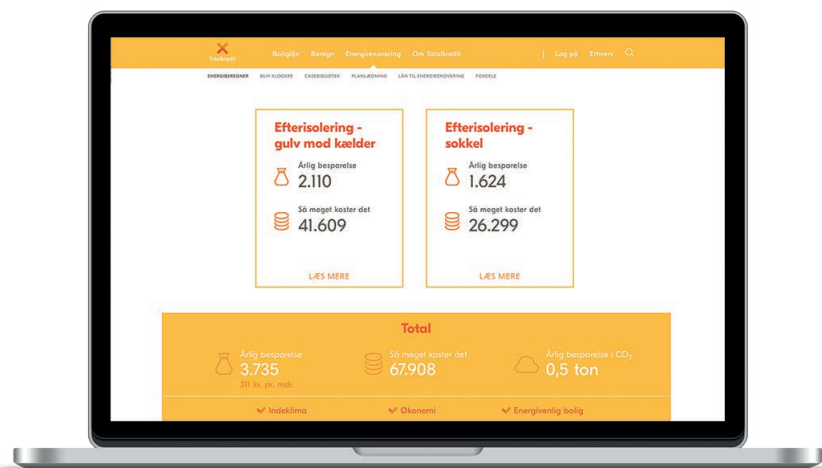 Totalkredit
Boliglån Beregn Energirenovering Om Totalkredit | Log på Erhverv
ENERGIBEREGNER BLIV KLOGERE CASEBIBLIOTEK PLANLÆGNING LÅN TIL ENERGIRENOVERING FORDELE
Efterisolering -
gulv mod kælder
Årlig besparelse
2.110
Så meget koster det
41.609
LÆS MERE
Efterisolering -
sokkel
Årlig besparelse
1.624
Så meget koster det
26.299
LÆS MERE
Total
Årlig besparelse
3.735
311 kr. pr. mdr.
Så meget koster det
67.908
Årlig besparelse i CO₂
0,5 ton
Indeklima
Økonomi
Energivenlig bolig